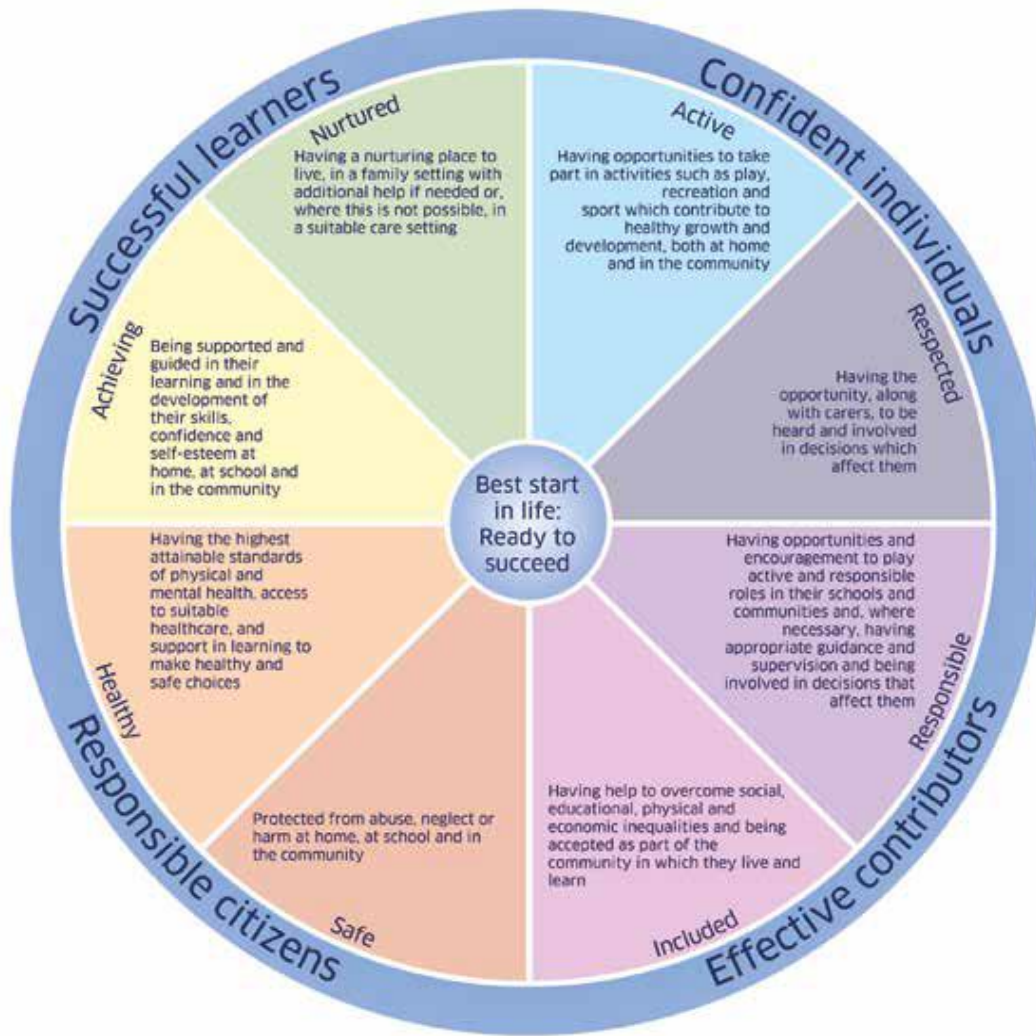 Successful learners
Confident individuals
Nurtured
Having a nurturing place to
live, in a family setting with
additional help if needed or,
where this is not possible, in
a suitable care setting
Active
Having opportunities to take
part in activities such as play,
recreation and
sport which contribute to
healthy growth and
development, both at home
and in the community
Achieving
Being supported and
guided in their
learning and in the
development of
their skills,
confidence and
self-esteem at
home, at school and
in the community
Respected
Having the
opportunity, along
with carers, to be
heard and involved
in decisions which
affect them
Best start
in life:
Ready to
succeed
Healthy
Having the highest
attainable standards
of physical and
mental health, access
to suitable
healthcare, and
support in learning to
make healthy and
safe choices
Responsible
Having opportunities and
encouragement to play
active and responsible
roles in their schools and
communities and, where
necessary, having
appropriate guidance and
supervision and being
involved in decisions that
affect them
Safe
Protected from abuse, neglect or
harm at home, at school and in
the community
Included
Having help to overcome social,
educational, physical and
economic inequalities and being
accepted as part of the
community in which they live and
learn
Responsible citizens
Effective contributors